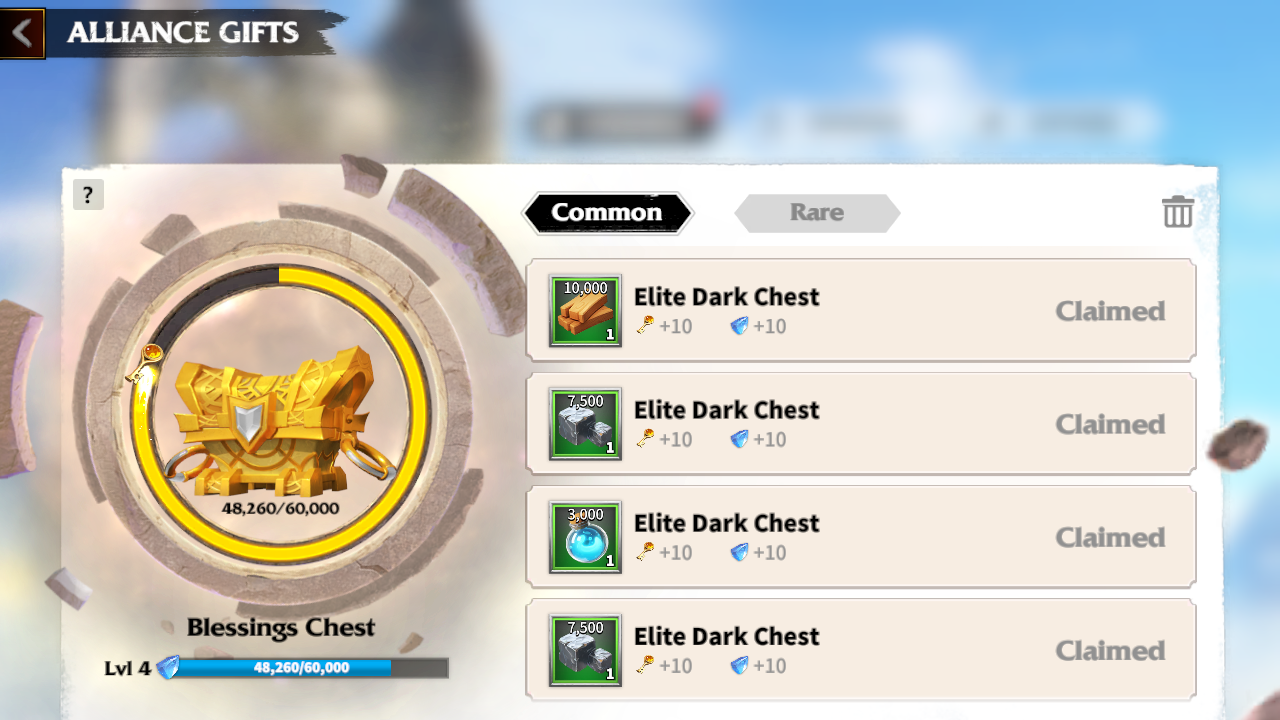 ALLIANCE GIFTS
?
Common
Rare
10,000
1
Elite Dark Chest
+10
+10
Claimed
7,500
1
Elite Dark Chest
+10
+10
Claimed
3,000
1
Elite Dark Chest
+10
+10
Claimed
7,500
1
Elite Dark Chest
+10
+10
Claimed
48,260/60,000
Blessings Chest
Lvl 4
48,260/60,000